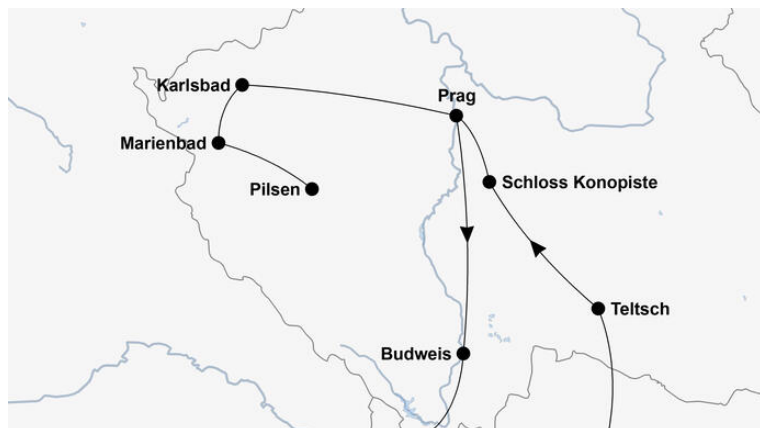 Karlsbad
Prag
Marienbad
Pilsen
Schloss Konopiste
Teltsch
Budweis